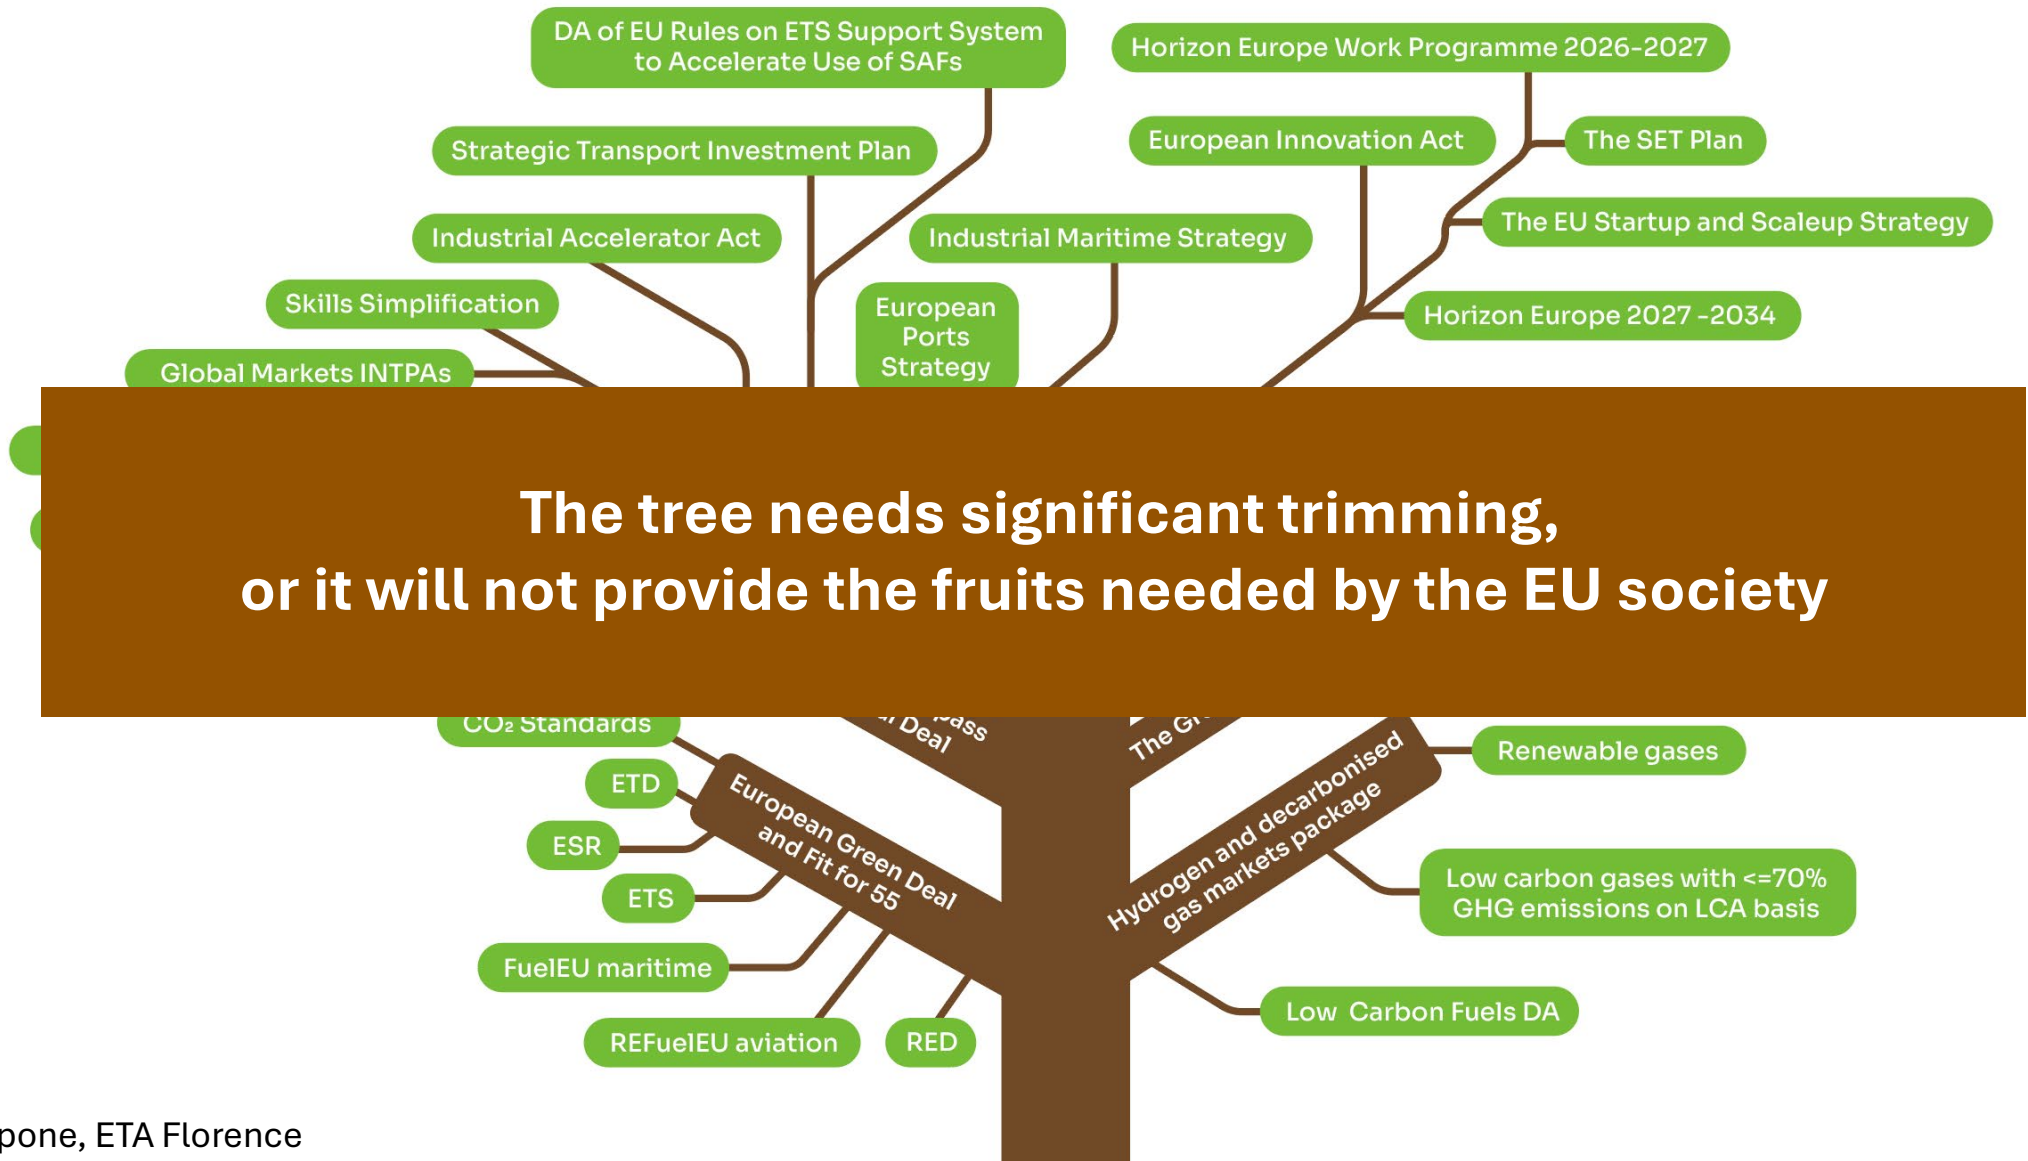 DA of EU Rules on ETS Support System
to Accelerate Use of SAFs
Horizon Europe Work Programme 2026-2027
Strategic Transport Investment Plan
European Innovation Act
The SET Plan
Industrial Accelerator Act
Industrial Maritime Strategy
The EU Startup and Scaleup Strategy
Skills Simplification
European
Ports
Strategy
Horizon Europe 2027 -2034
Global Markets INTPAs
The tree needs significant trimming,
or it will not provide the fruits needed by the EU society
CO₂ Standards
Deal
The
ETD
ESR
ETS
FuelEU maritime
REFuelEU aviation
RED
European Green Deal
and Fit for 55
Hydrogen and decarbonised
gas markets package
Renewable gases
Low carbon gases with <=70%
GHG emissions on LCA basis
Low  Carbon Fuels DA
pone, ETA Florence